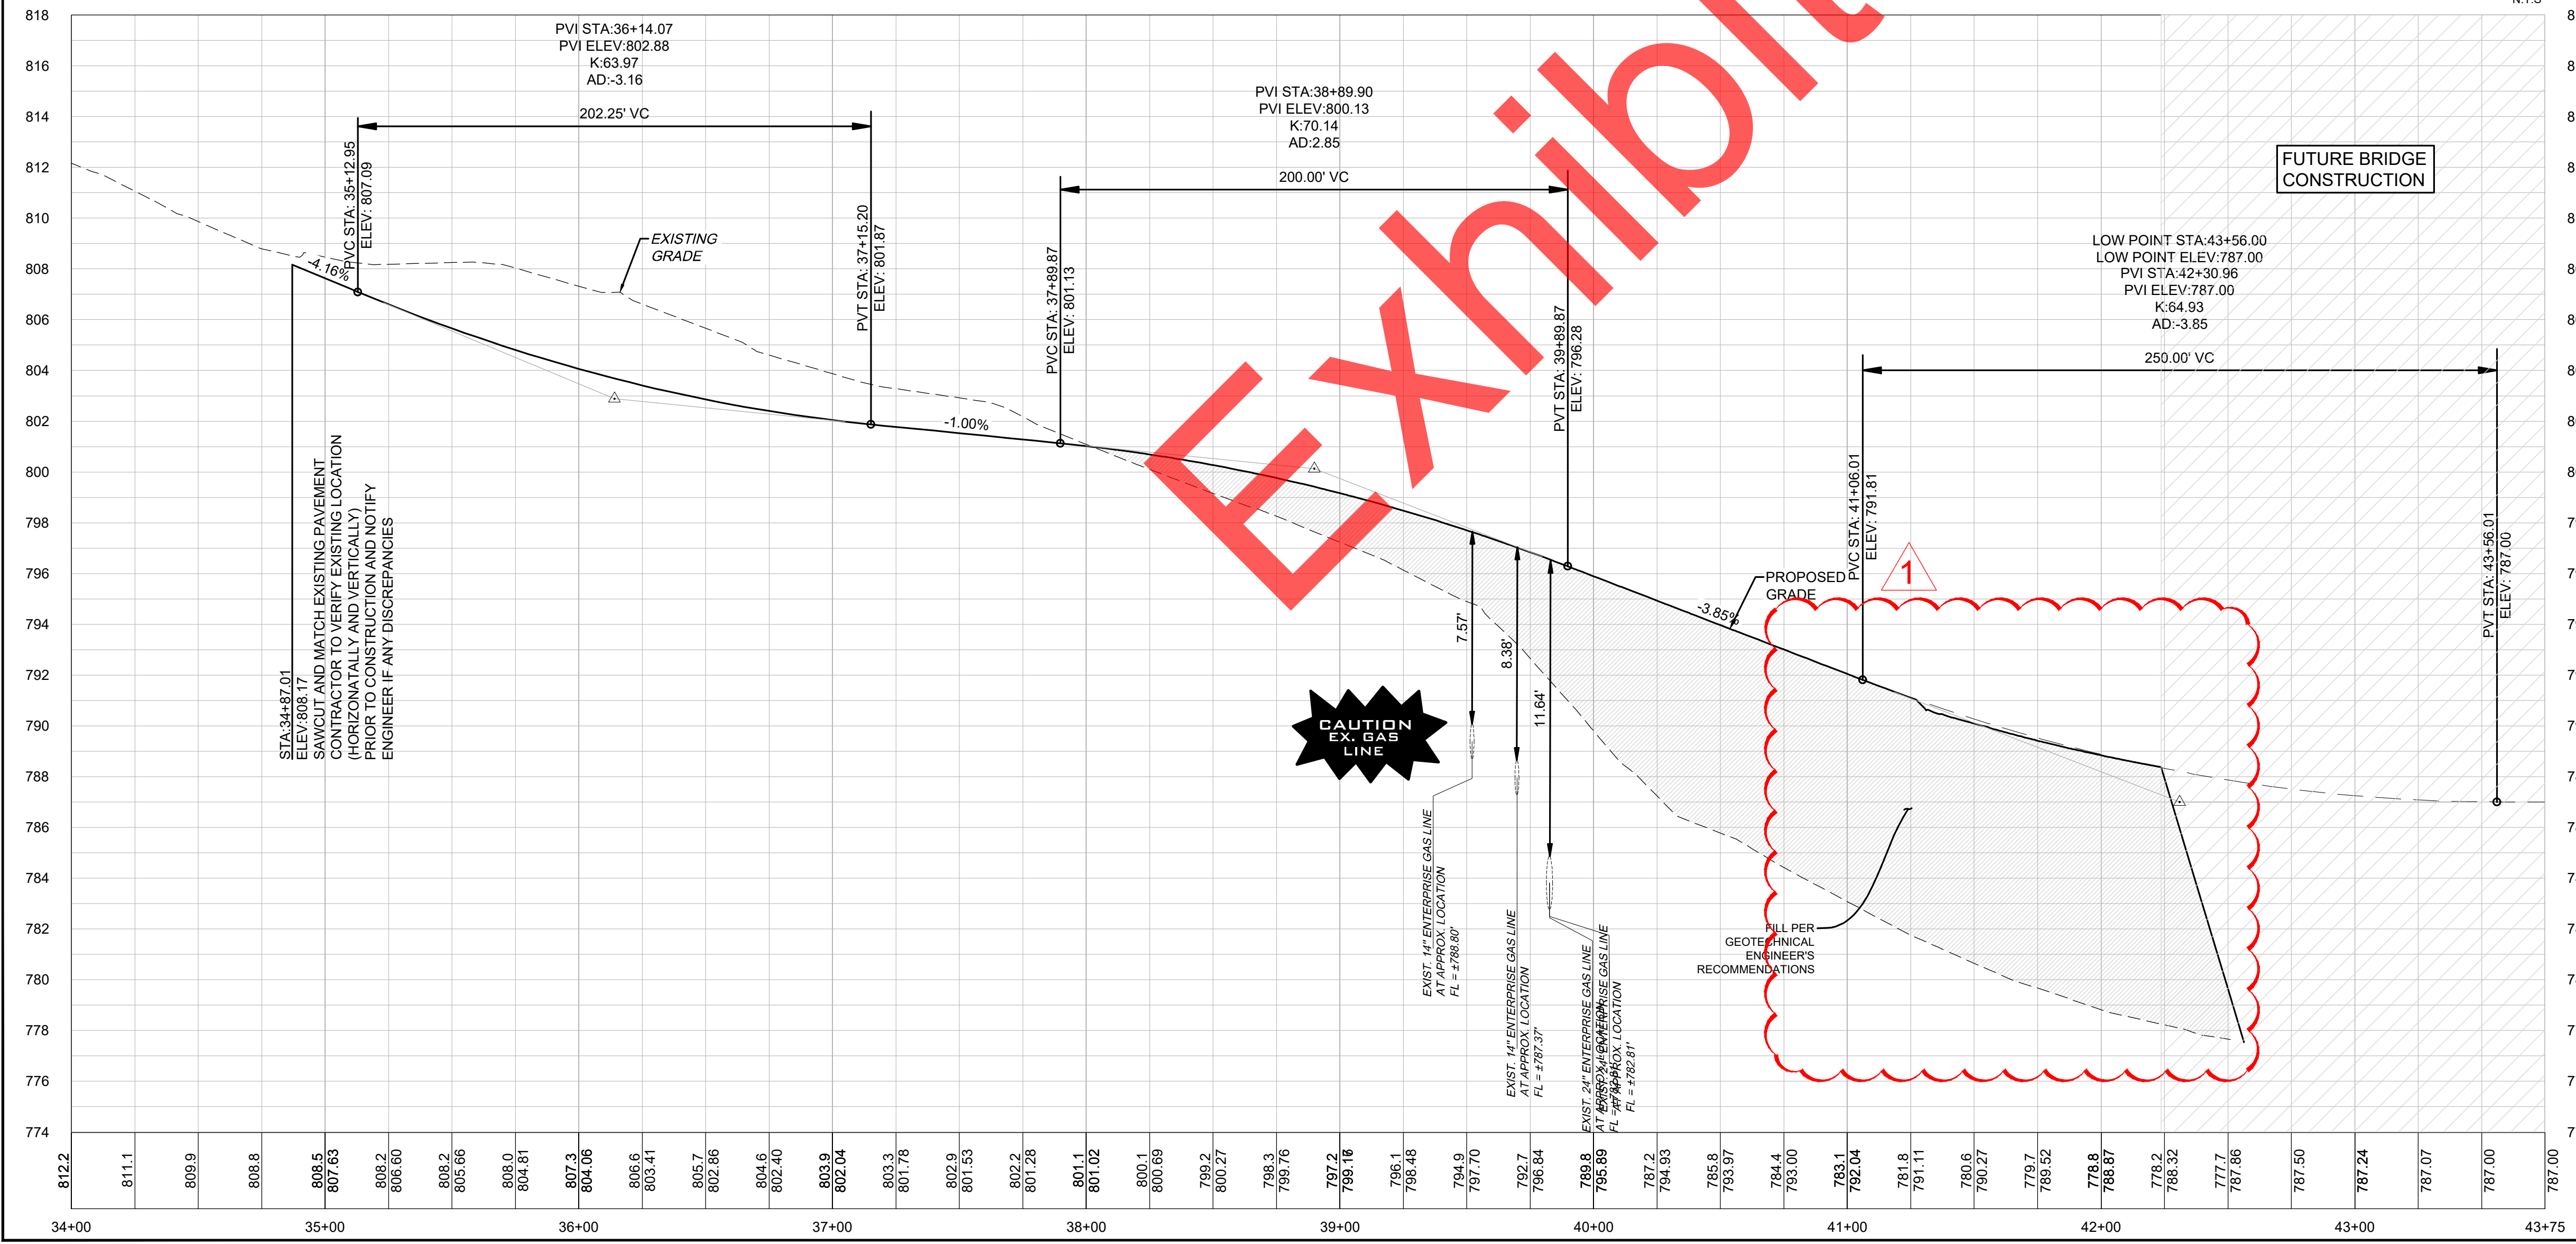 N.T.S
818
816
814
812
810
808
806
804
802
800
798
796
794
792
790
788
786
784
782
780
778
776
774
PVI STA:36+14.07
PVI ELEV:802.88
K:63.97
AD:-3.16
202.25' VC
PVC STA: 35+12.95
ELEV: 807.09
-4.16%
EXISTING
GRADE
PVT STA: 37+15.20
ELEV: 801.87
-1.00%
STA:34+87.01
ELEV:808.17
SAWCUT AND MATCH EXISTING PAVEMENT
CONTRACTOR TO VERIFY EXISTING LOCATION
(HORIZONATALLY AND VERTICALLY)
PRIOR TO CONSTRUCTION AND NOTIFY
ENGINEER IF ANY DISCREPANCIES
PVI STA:38+89.90
PVI ELEV:800.13
K:70.14
AD:2.85
200.00' VC
PVC STA: 37+89.87
ELEV: 801.13
PVT STA: 39+89.87
ELEV: 796.28
Exhibit
7.57'
8.38'
11.64'
CAUTION
EX. GAS
LINE
EXIST. 14" ENTERPRISE GAS LINE
AT APPROX. LOCATION
FL = ±788.80'
EXIST. 14" ENTERPRISE GAS LINE
AT APPROX. LOCATION
FL = ±787.37'
EXIST. 24" ENTERPRISE GAS LINE
AT APPROX. LOCATION
EXIST. 24" ENTERPRISE GAS LINE
AT APPROX. LOCATION
FL = ±782.81'
PROPOSED
GRADE
-3.85%
FILL PER
GEOTECHNICAL
ENGINEER'S
RECOMMENDATIONS
1
FUTURE BRIDGE
CONSTRUCTION
LOW POINT STA:43+56.00
LOW POINT ELEV:787.00
PVI STA:42+30.96
PVI ELEV:787.00
K:64.93
AD:-3.85
250.00' VC
PVC STA: 41+06.01
ELEV: 791.81
PVT STA: 43+56.01
ELEV: 787.00
812.2
811.1
809.9
808.8
808.5
807.63
808.2
806.60
808.2
805.66
808.0
804.81
807.3
804.06
806.6
803.41
805.7
802.86
804.6
802.40
803.9
802.04
803.3
801.78
802.9
801.53
802.2
801.28
801.1
801.02
800.1
800.69
799.2
800.27
798.3
799.76
797.2
796.1
798.48
794.9
797.70
792.7
796.84
789.8
795.89
787.2
794.93
785.8
793.97
784.4
793.00
783.1
792.04
781.8
791.11
780.6
790.27
779.7
789.52
778.8
788.87
778.2
788.32
777.7
787.86
787.50
787.24
787.07
787.00
787.00
34+00
35+00
36+00
37+00
38+00
39+00
40+00
41+00
42+00
43+00
43+75